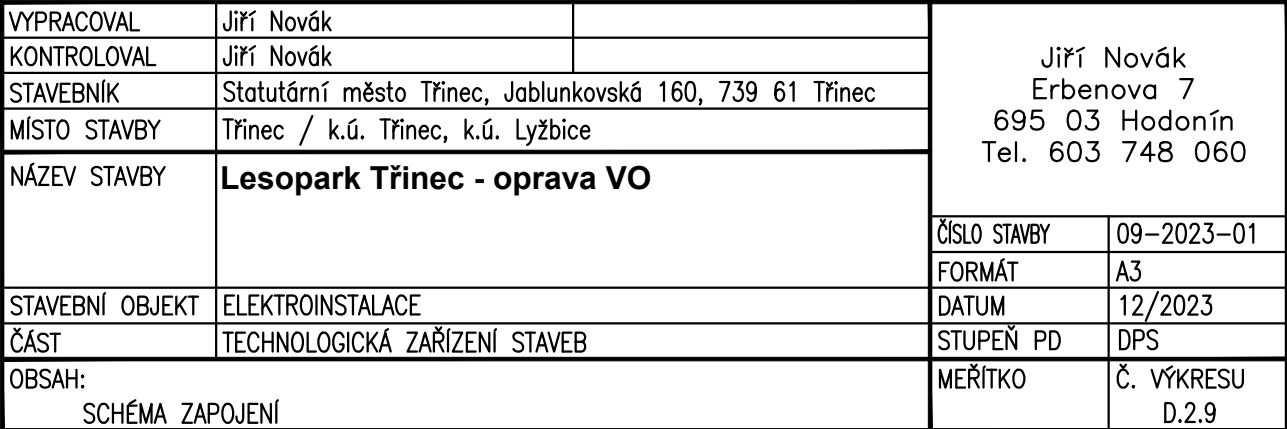 VYPRACOVAL Jiří Novák
KONTROLOVAL Jiří Novák
STAVEBNÍK Statutární město Třinec, Jablunkovská 160, 739 61 Třinec
MÍSTO STAVBY Třinec / k.ú. Třinec, k.ú. Lyžbice
NÁZEV STAVBY Lesopark Třinec - oprava VO
STAVEBNÍ OBJEKT ELEKTROINSTALACE
ČÁST TECHNOLOGICKÁ ZAŘÍZENÍ STAVEB
OBSAH:
SCHÉMA ZAPOJENÍ
Jiří Novák
Erbenova 7
695 03 Hodonín
Tel. 603 748 060
ČÍSLO STAVBY 09-2023-01
FORMÁT A3
DATUM 12/2023
STUPEŇ PD DPS
MEŘÍTKO Č. VÝKRESU
D.2.9